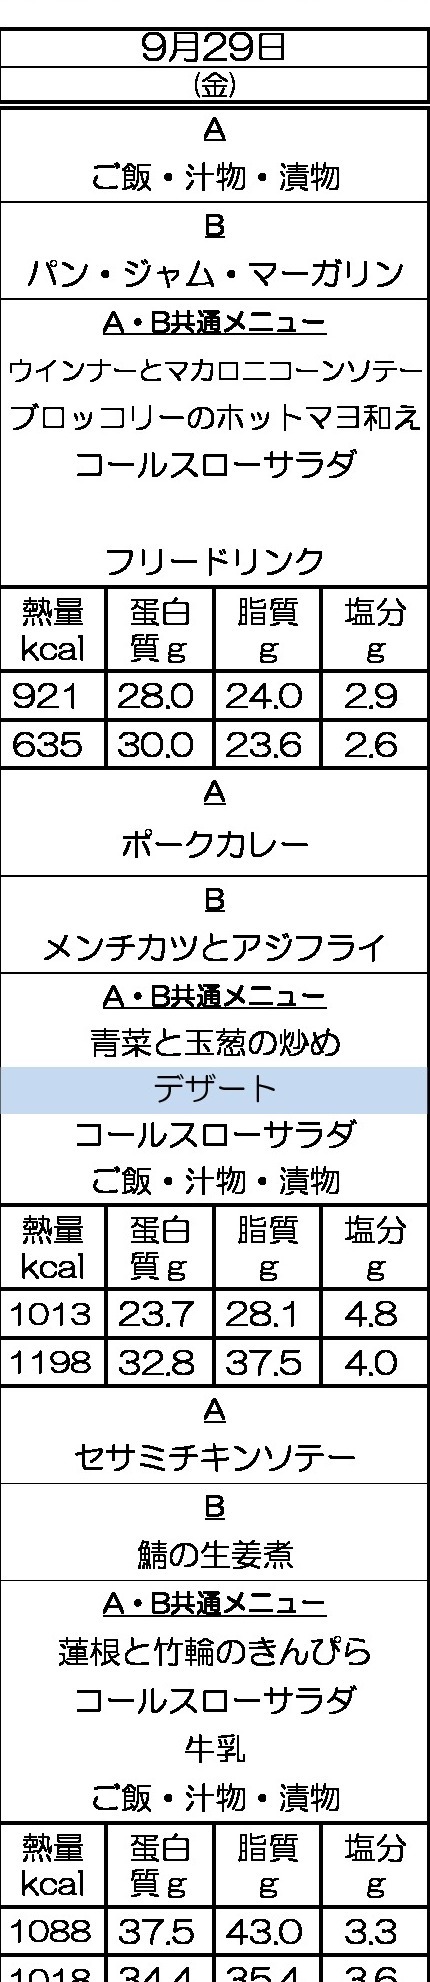 9月29日
(金)
A
ご飯・汁物・漬物
B
パン・ジャム・マーガリン
A・B共通メニュー
ウインナーとマカロニコーンソテー
ブロッコリーのホットマヨ和え
コールスローサラダ
フリードリンク
熱量 蛋白 脂質 塩分
kcal 質g g g
921 28.0 24.0 2.9
635 30.0 23.6 2.6
A
ポークカレー
B
メンチカツとアジフライ
A・B共通メニュー
青菜と玉葱の炒め
デザート
コールスローサラダ
ご飯・汁物・漬物
熱量 蛋白 脂質 塩分
kcal 質g g g
1013 23.7 28.1 4.8
1198 32.8 37.5 4.0
A
セサミチキンソテー
B
鯖の生姜煮
A・B共通メニュー
蓮根と竹輪のきんぴら
コールスローサラダ
牛乳
ご飯・汁物・漬物
熱量 蛋白 脂質 塩分
kcal 質g g g
1088 37.5 43.0 3.3
1018 34.4 35.4 3.6